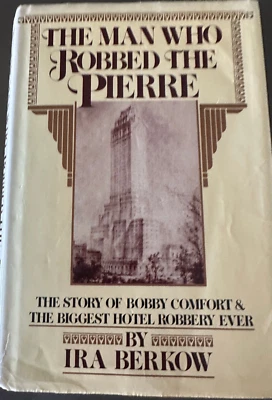 THE MAN WHO
ROBBED THE
PIERRE
THE STORY OF BOBBY COMFORT &
THE BIGGEST HOTEL ROBBERY EVER
BY
IRA BERKOW